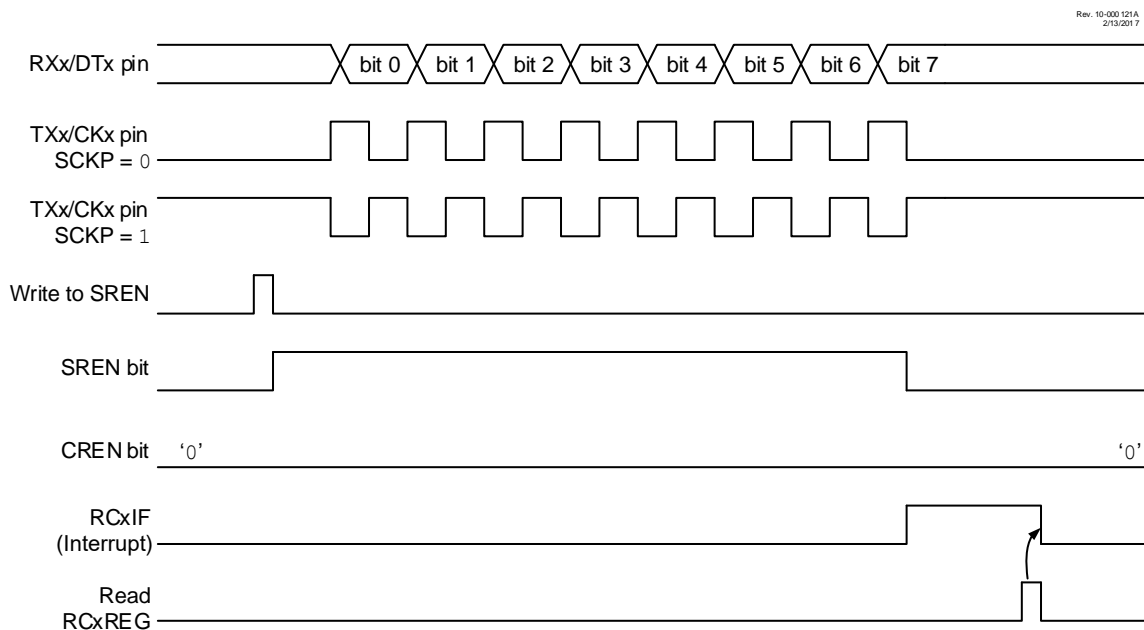 Rev. 10-000 121A
2/13/201 7
RXx/DTx pin
bit 0 bit 1 bit 2 bit 3 bit 4 bit 5 bit 6 bit 7
TXx/CKx pin
SCKP = 0
TXx/CKx pin
SCKP = 1
Write to SREN
SREN bit
CREN bit ‘0’ ‘0’
RCxIF
(Interrupt)
Read
RCxREG